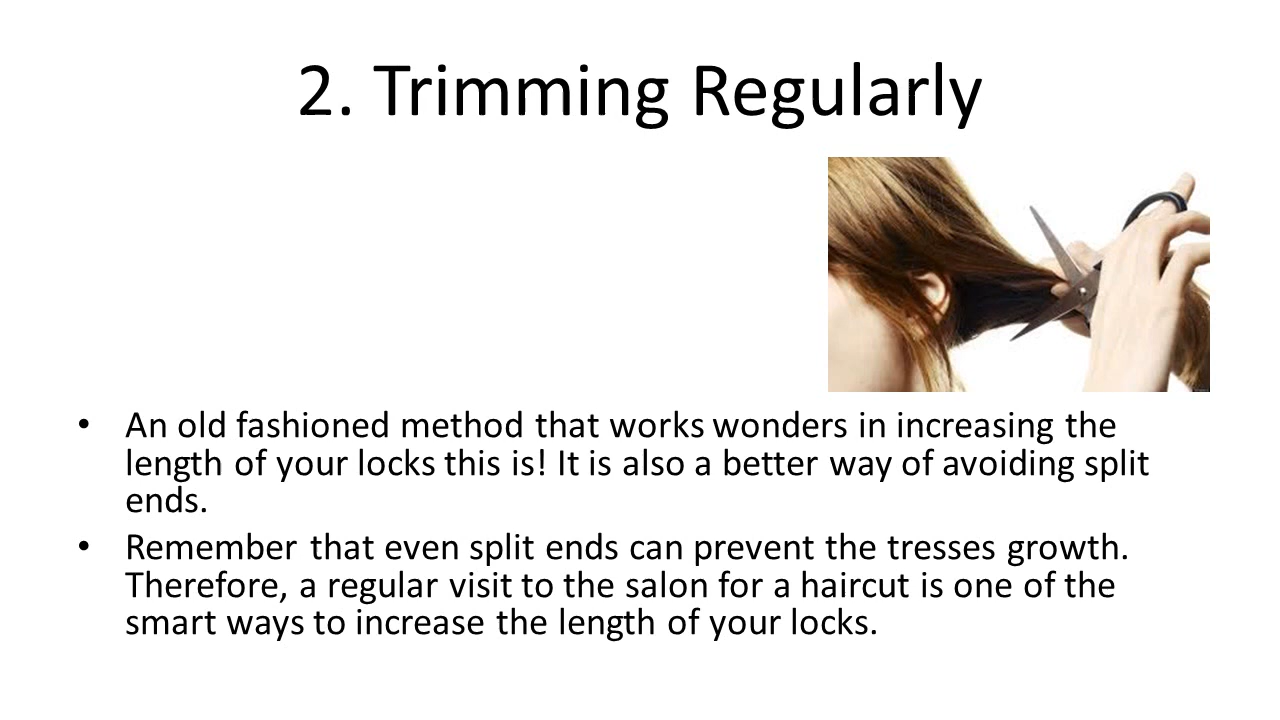 2. Trimming Regularly
• An old fashioned method that works wonders in increasing the
length of your locks this is! It is also a better way of avoiding split
ends.
• Remember that even split ends can prevent the tresses growth.
Therefore, a regular visit to the salon for a haircut is one of the
smart ways to increase the length of your locks.